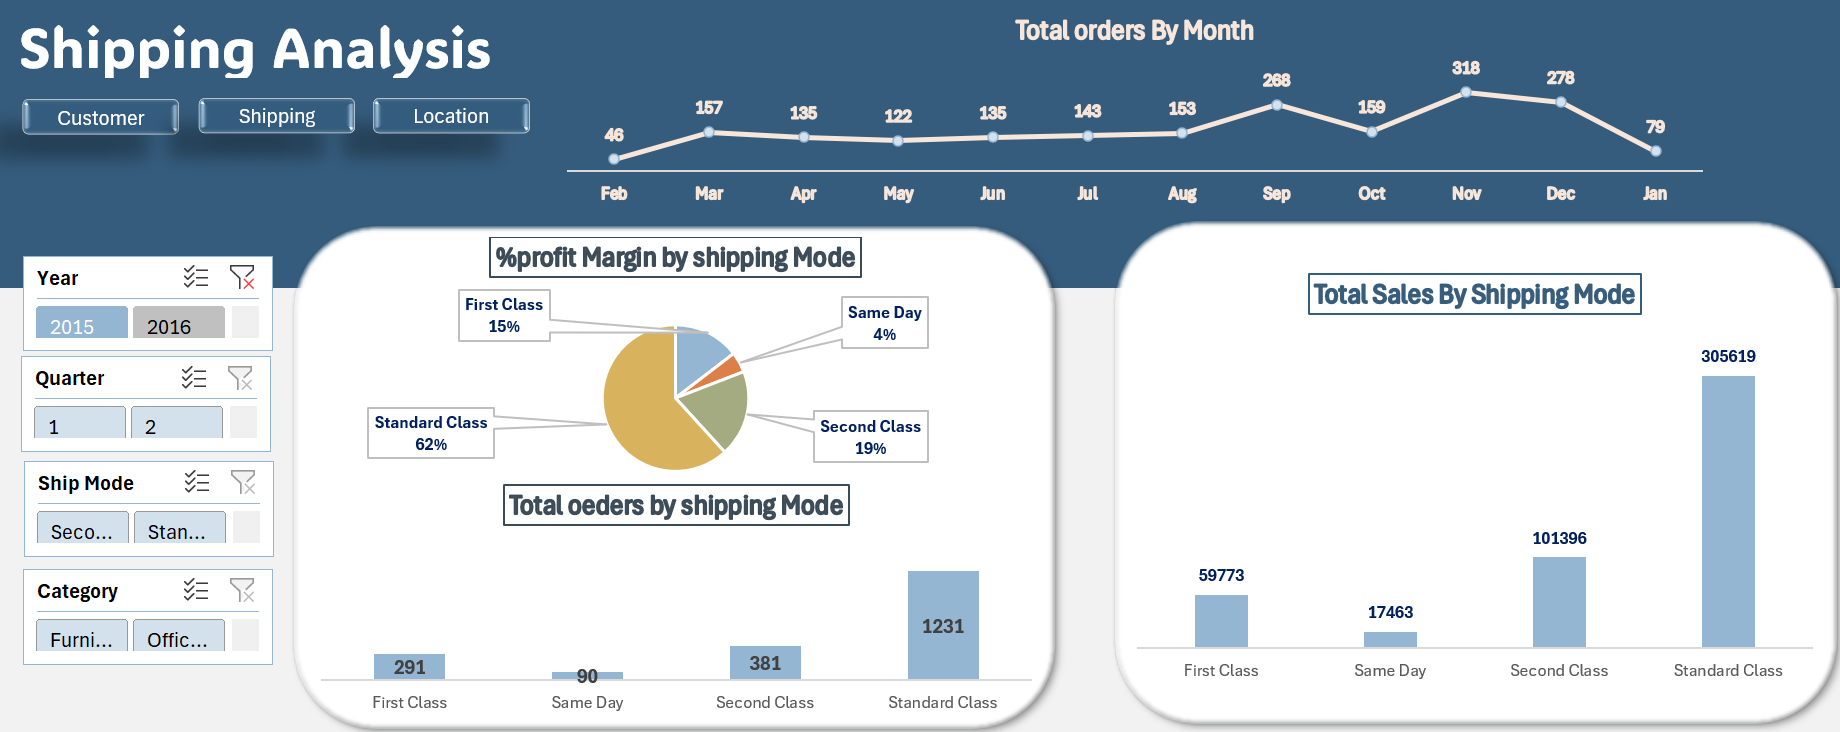 Shipping Analysis
Customer
Shipping
Location
Total orders By Month
46
157
135
122
135
143
153
268
159
318
278
79
Feb
Mar
Apr
May
Jun
Jul
Aug
Sep
Oct
Nov
Dec
Jan
Year
2015
2016
Quarter
1
2
Ship Mode
Seco...
Stan...
Category
Furni...
Offic...
%profit Margin by shipping Mode
First Class
15%
Same Day
4%
Standard Class
62%
Second Class
19%
Total oeders by shipping Mode
291
90
381
1231
First Class
Same Day
Second Class
Standard Class
Total Sales By Shipping Mode
59773
17463
101396
305619
First Class
Same Day
Second Class
Standard Class